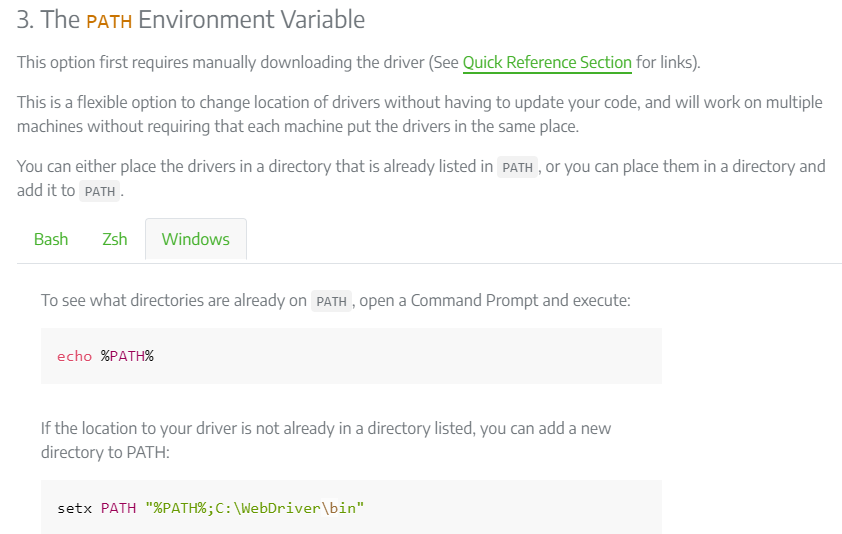 3. The PATH Environment Variable
This option first requires manually downloading the driver (See Quick Reference Section for links).
This is a flexible option to change location of drivers without having to update your code, and will work on multiple
machines without requiring that each machine put the drivers in the same place.
You can either place the drivers in a directory that is already listed in PATH , or you can place them in a directory and
add it to PATH .
Bash Zsh Windows
To see what directories are already on PATH , open a Command Prompt and execute:
echo %PATH%
If the location to your driver is not already in a directory listed, you can add a new
directory to PATH:
setx PATH "%PATH%;C:\WebDriver\bin"